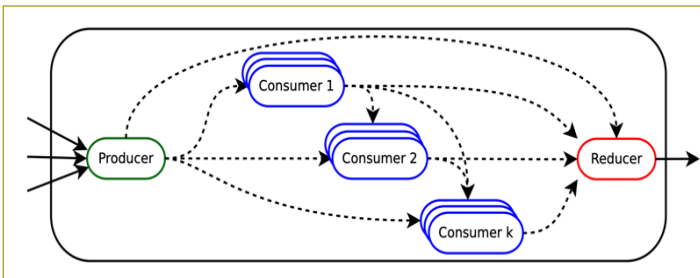 Consumer 1
Producer
Consumer 2
Reducer
Consumer k